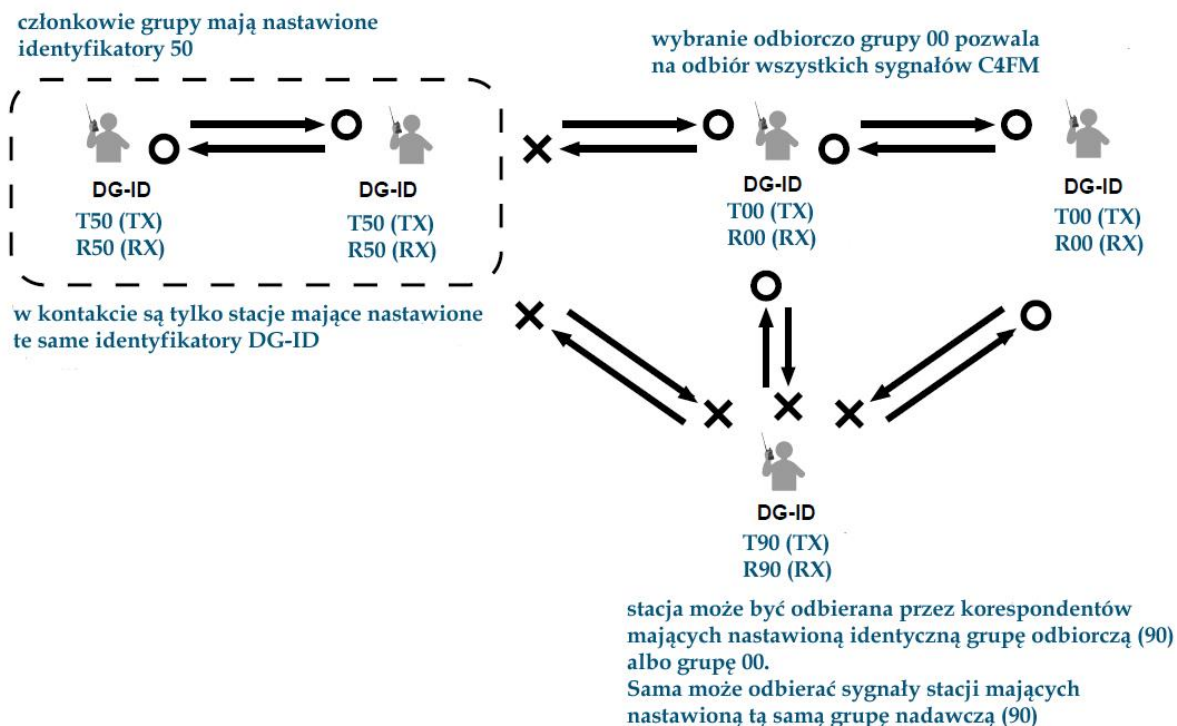 członkowie grupy mają nastawione
identyfikatory 50
wybranie odbiorczo grupy 00 pozwala
na odbiór wszystkich sygnałów C4FM
DG-ID
T50 (TX)
R50 (RX)
DG-ID
T50 (TX)
R50 (RX)
DG-ID
T00 (TX)
R00 (RX)
DG-ID
T00 (TX)
R00 (RX)
w kontakcie są tylko stacje mające nastawione
te same identyfikatory DG-ID
DG-ID
T90 (TX)
R90 (RX)
stacja może być odbierana przez korespondentów
mających nastawioną identyczną grupę odbiorczą (90)
albo grupę 00.
Sama może odbierać sygnały stacji mających
nastawioną tą samą grupę nadawczą (90)